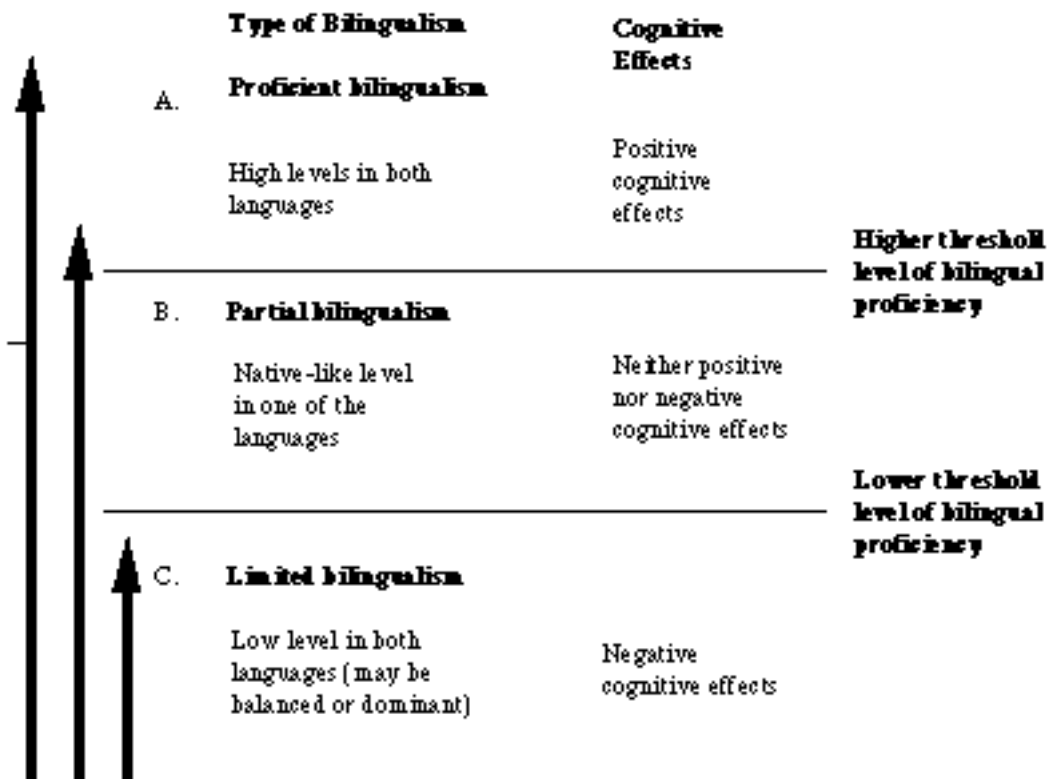 Type of Bilingualism
Cognitive
Effects
A.
Proficient bilingualism
High levels in both
languages
Positive
cognitive
effects
Higher threshold
level of bilingual
proficiency
B.
Partial bilingualism
Native-like level
in one of the
languages
Neither positive
nor negative
cognitive effects
Lower threshold
level of bilingual
proficiency
C.
Limited bilingualism
Low level in both
languages (may be
balanced or dominant)
Negative
cognitive effects